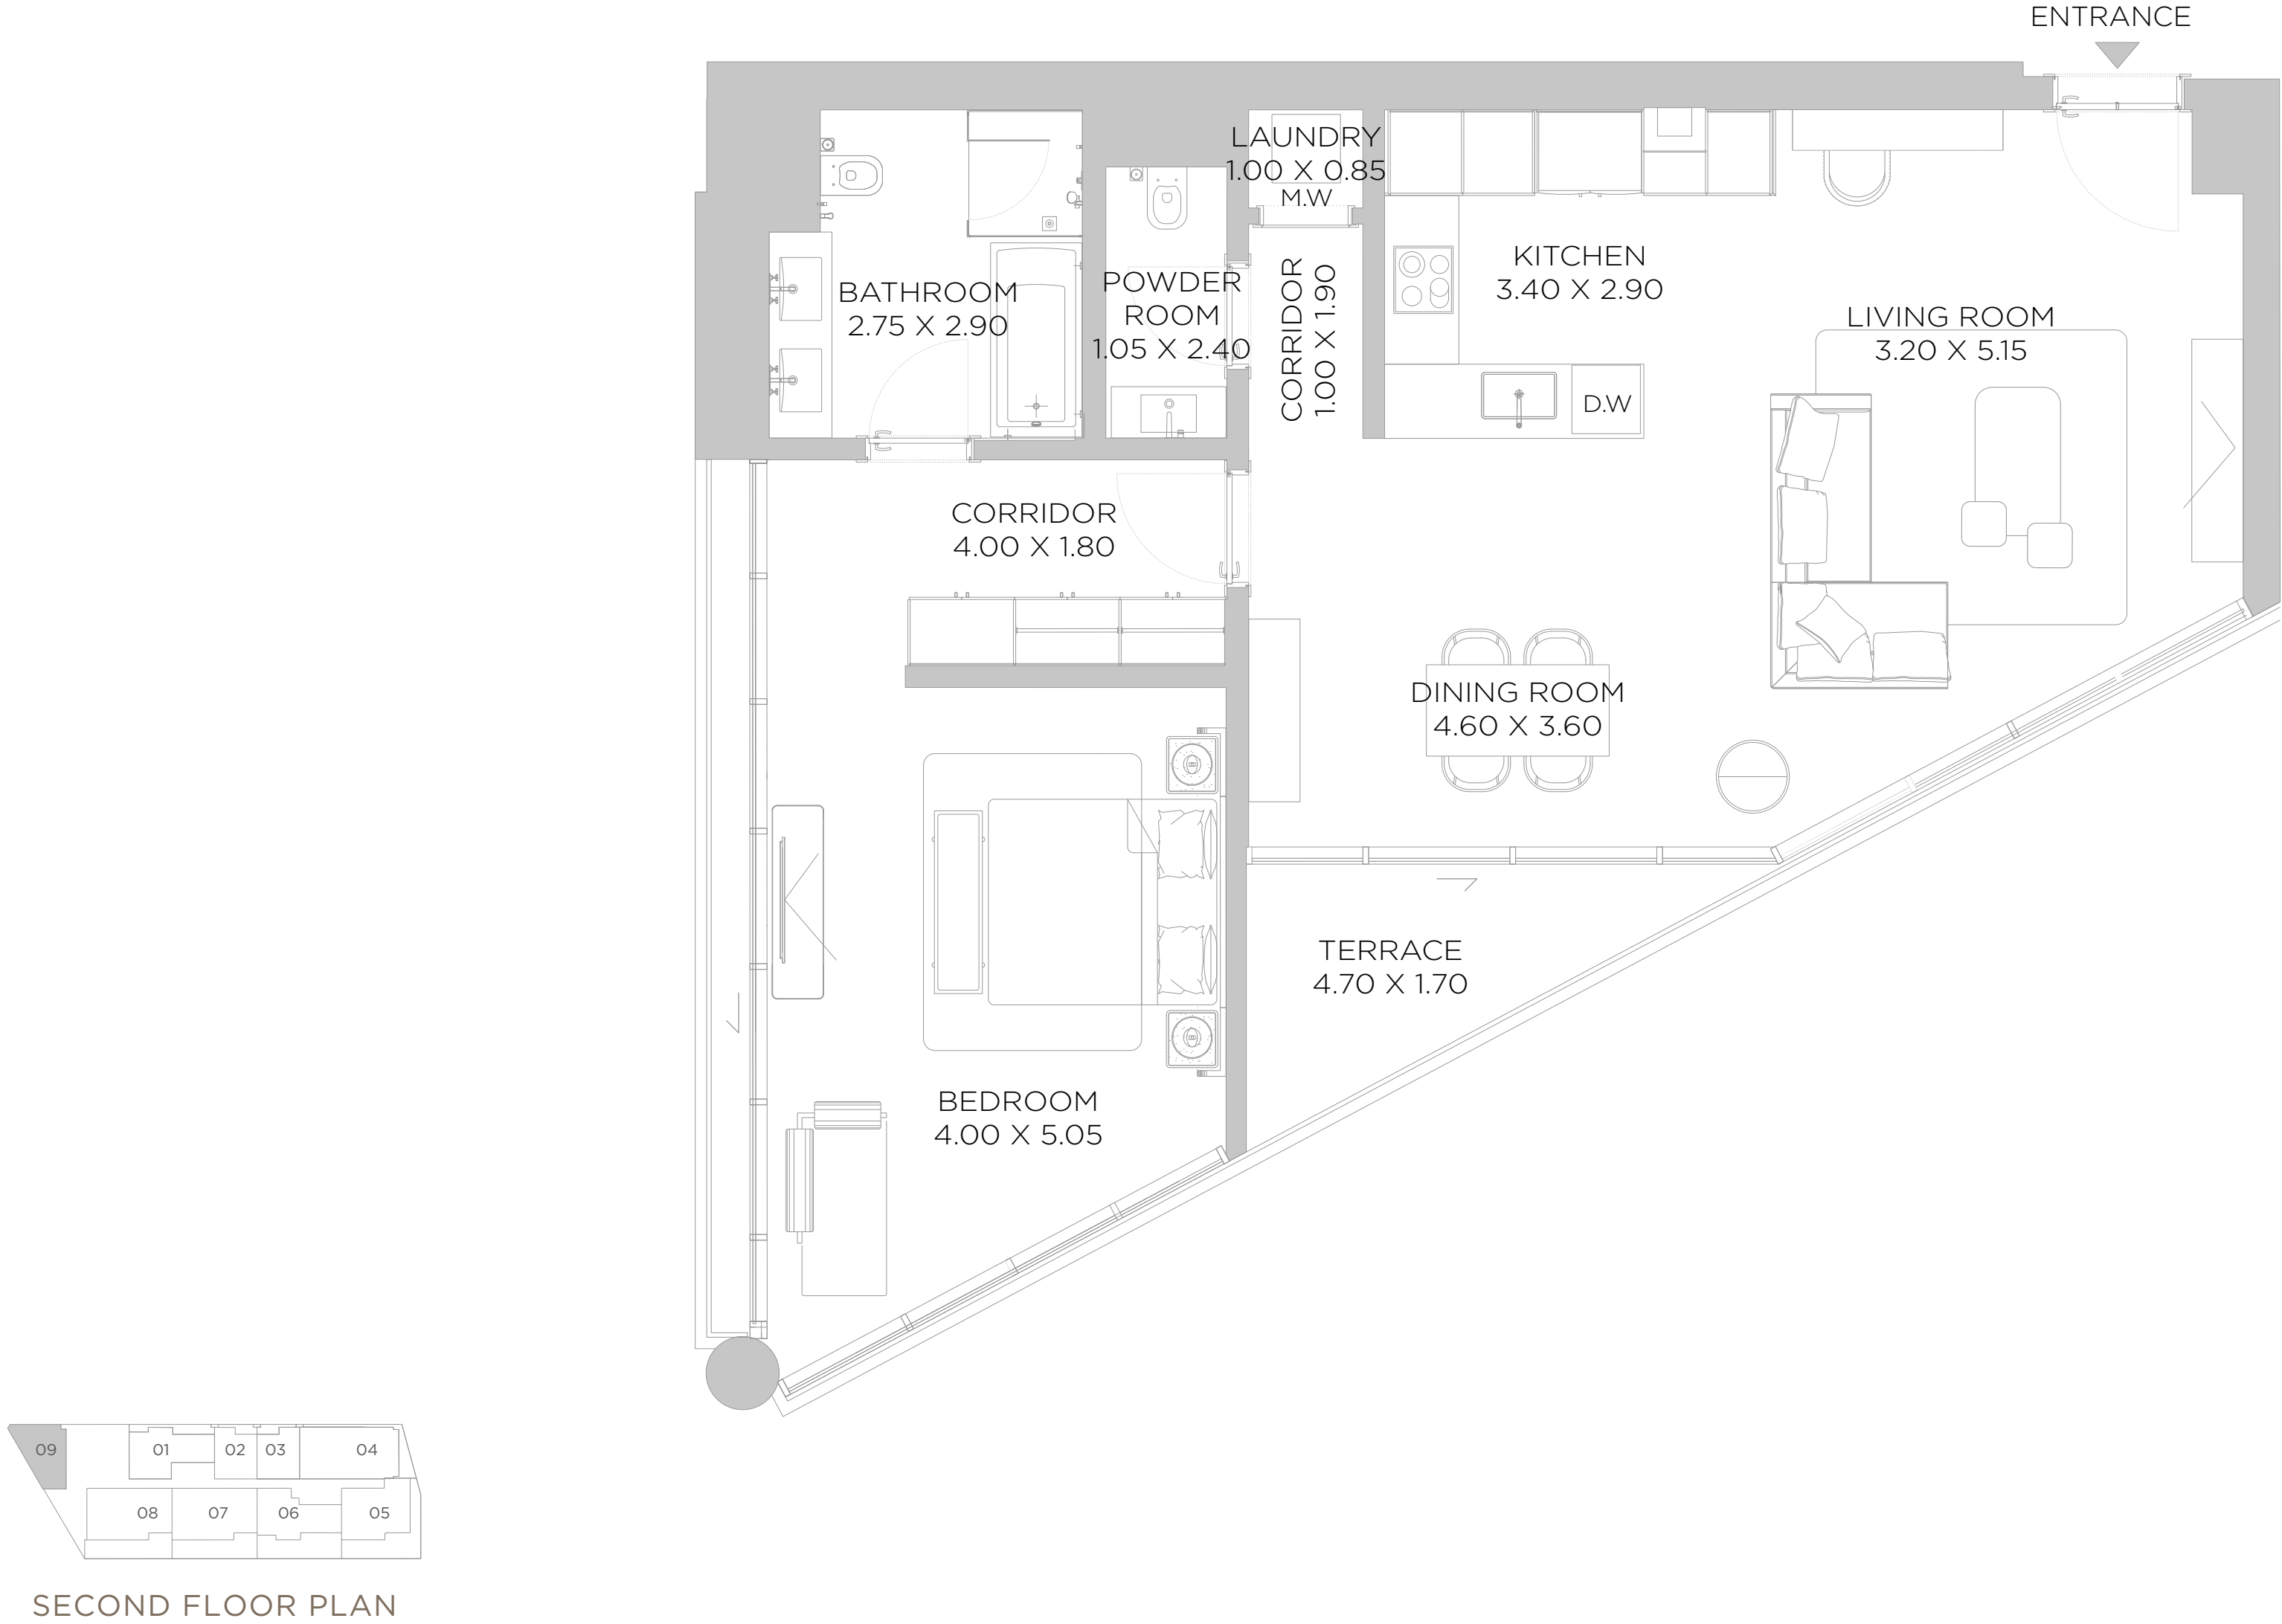 ENTRANCE
LAUNDRY
1.00 X 0.85
M.W
KITCHEN
3.40 X 2.90
BATHROOM
2.75 X 2.90
POWDER
ROOM
1.05 X 2.40
CORRIDOR
1.00 X 1.90
LIVING ROOM
3.20 X 5.15
D.W
CORRIDOR
4.00 X 1.80
DINING ROOM
4.60 X 3.60
TERRACE
4.70 X 1.70
BEDROOM
4.00 X 5.05
09
01
02
03
04
08
07
06
05
SECOND FLOOR PLAN